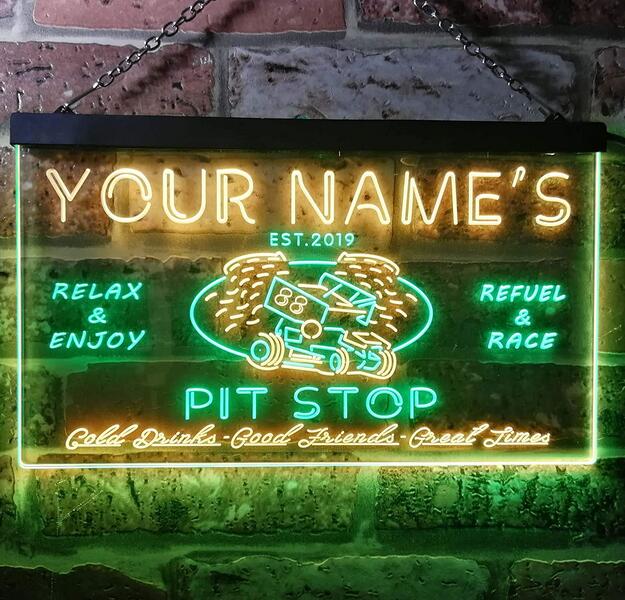 YOUR NAME'S
EST.2019
RELAX
&
ENJOY
88
REFUEL
&
RACE
PIT STOP
Cold Drinks - Good Friends - Great Times